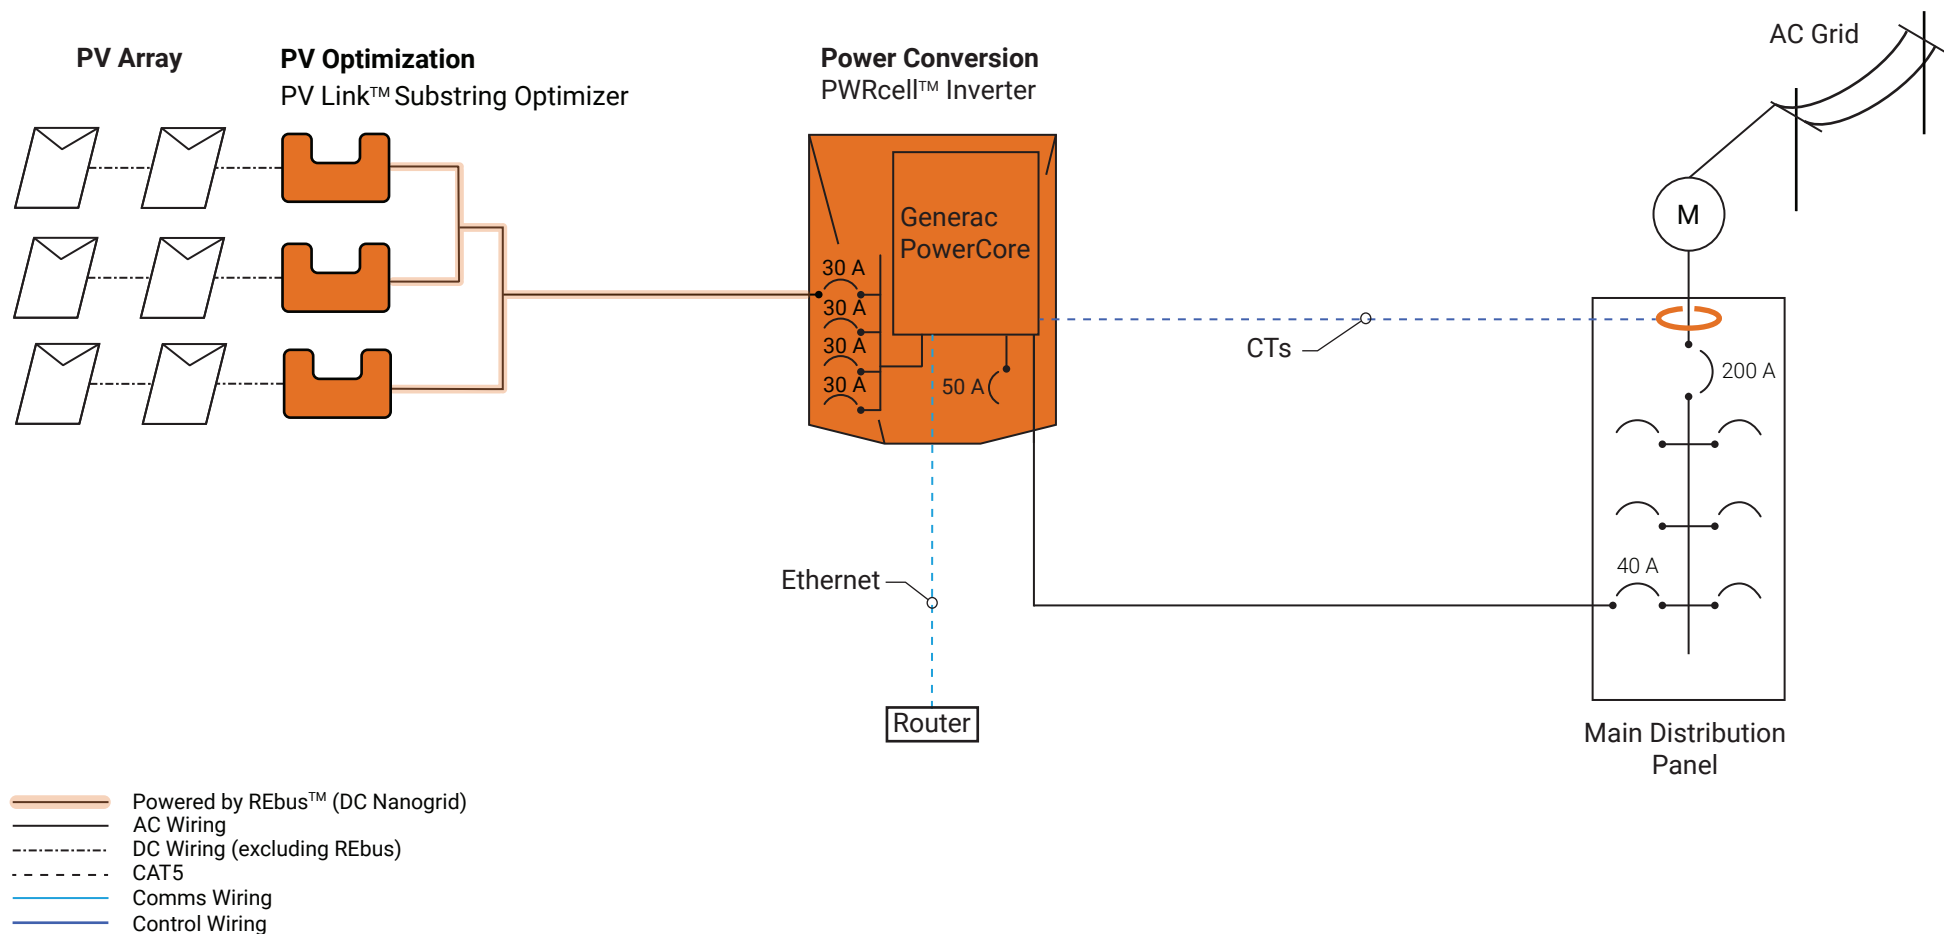 PV Array
PV Optimization
PV Link™ Substring Optimizer
Power Conversion
PWRcell™ Inverter
AC Grid
M
Generac
PowerCore
30 A
30 A
30 A
30 A
50 A
CTs
200 A
40 A
Ethernet
Router
Main Distribution
Panel
Powered by REbus™ (DC Nanogrid)
AC Wiring
DC Wiring (excluding REbus)
CAT5
Comms Wiring
Control Wiring